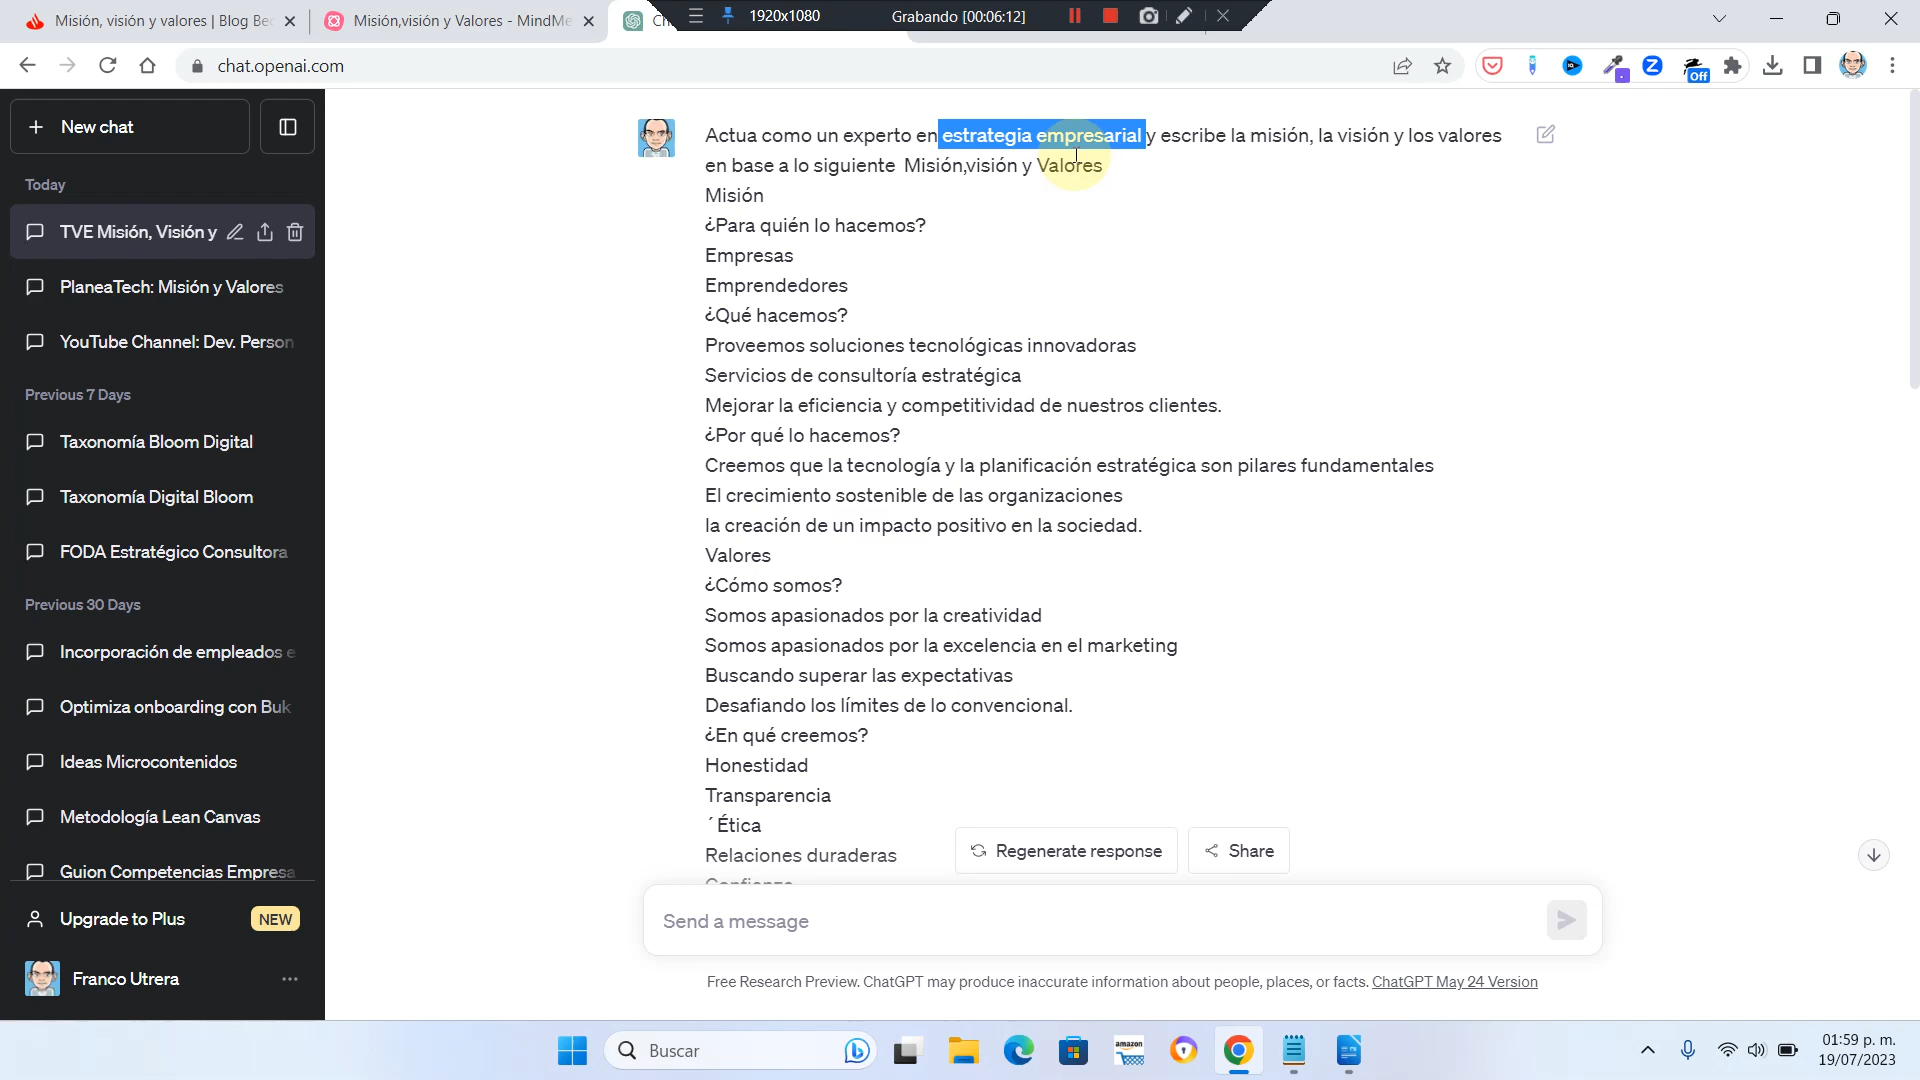 Misión, visión y valores | Blog Be
Misión,visión y Valores - MindMe
1920x1080
Grabando [00:06:12]
chat.openai.com
Off
New chat
Today
TVE Misión, Visión y
PlaneaTech: Misión y Valores
YouTube Channel: Dev. Person
Previous 7 Days
Taxonomía Bloom Digital
Taxonomía Digital Bloom
FODA Estratégico Consultora
Previous 30 Days
Incorporación de empleados e
Optimiza onboarding con Buk
Ideas Microcontenidos
Metodología Lean Canvas
Guion Competencias Empresa
Upgrade to Plus NEW
Franco Utrera
Actua como un experto en estrategia empresarial y escribe la misión, la visión y los valores
en base a lo siguiente Misión,visión y Valores
Misión
¿Para quién lo hacemos?
Empresas
Emprendedores
¿Qué hacemos?
Proveemos soluciones tecnológicas innovadoras
Servicios de consultoría estratégica
Mejorar la eficiencia y competitividad de nuestros clientes.
¿Por qué lo hacemos?
Creemos que la tecnología y la planificación estratégica son pilares fundamentales
El crecimiento sostenible de las organizaciones
la creación de un impacto positivo en la sociedad.
Valores
¿Cómo somos?
Somos apasionados por la creatividad
Somos apasionados por la excelencia en el marketing
Buscando superar las expectativas
Desafiando los límites de lo convencional.
¿En qué creemos?
Honestidad
Transparencia
´Ética
Relaciones duraderas
Confianza
Regenerate response
Share
Send a message
Free Research Preview. ChatGPT may produce inaccurate information about people, places, or facts. ChatGPT May 24 Version
Buscar
amazon
01:59 p. m.
19/07/2023